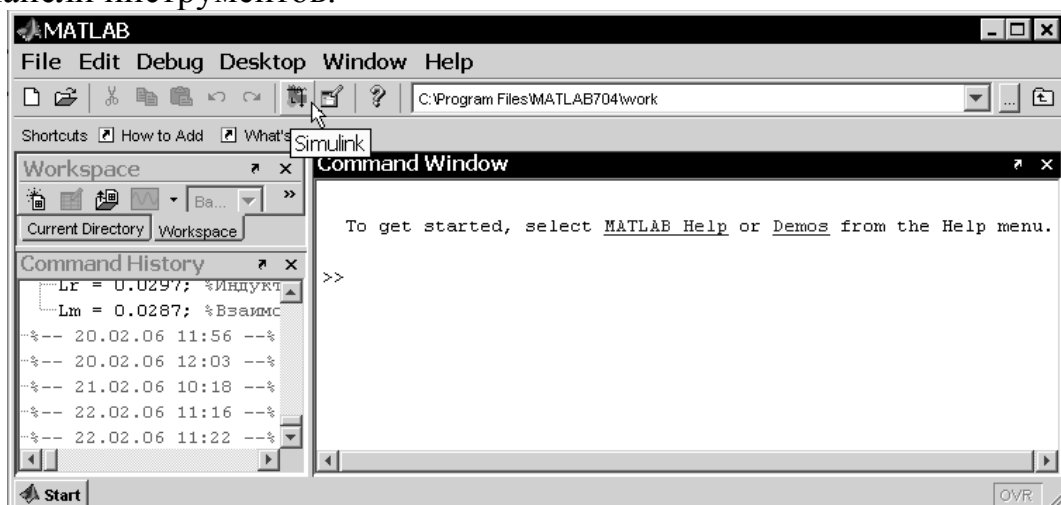 панели инструментов.
MATLAB
File Edit Debug Desktop Window Help
C:\Program Files\MATLAB704\work
...
Shortcuts How to Add What's
Simulink
Workspace
Ba...
Current Directory Workspace
Command History
Lr = 0.0297; %Индукт
Lm = 0.0287; %Взаимо
%-- 20.02.06 11:56 --%
%-- 20.02.06 12:03 --%
%-- 21.02.06 10:18 --%
%-- 22.02.06 11:16 --%
%-- 22.02.06 11:22 --%
Command Window
To get started, select MATLAB Help or Demos from the Help menu.
>>
Start
OVR